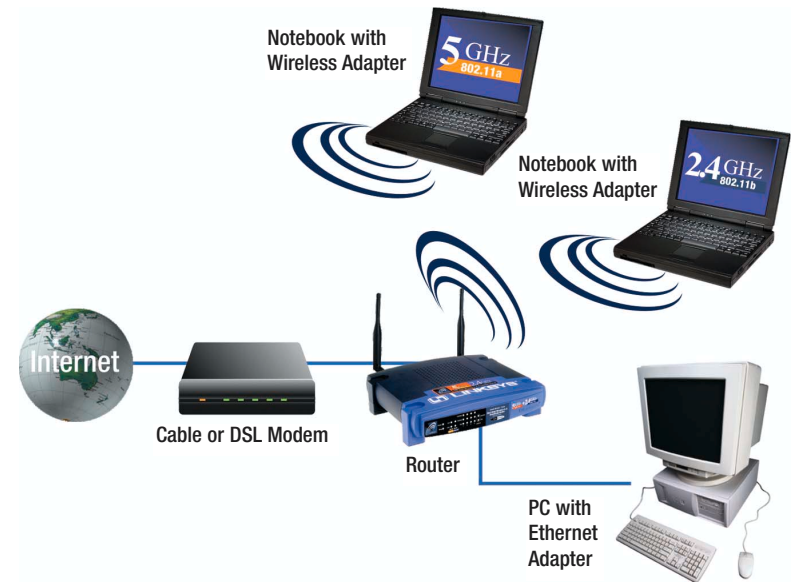 Notebook with
Wireless Adapter
5 GHz
802.11a
Notebook with
Wireless Adapter
2.4 GHz
802.11b
Internet
Cable or DSL Modem
LINKSYS
Router
PC with
Ethernet
Adapter